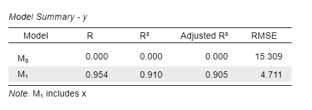 Model Summary - y
Model R R² Adjusted R² RMSE
M₀ 0.000 0.000 0.000 15.309
M₁ 0.954 0.910 0.905 4.711
Note. M₁ includes x